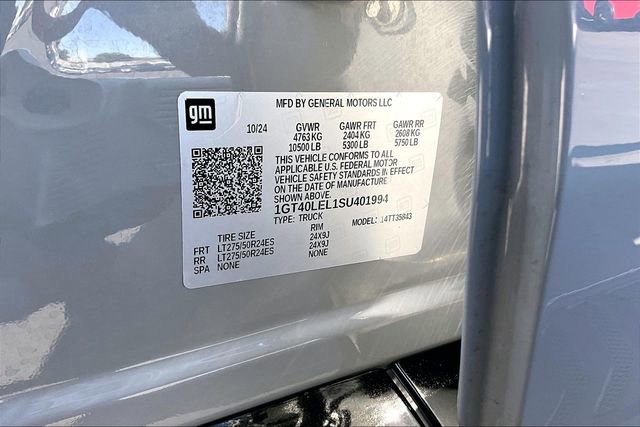 gm
MFD BY GENERAL MOTORS LLC
10/24 GVWR GAWR FRT GAWR RR
4763 KG 2404 KG 2608 KG
10500 LB 5300 LB 5750 LB
THIS VEHICLE CONFORMS TO ALL
APPLICABLE U.S. FEDERAL MOTOR
VEHICLE SAFETY STANDARDS IN EFFECT
ON THE DATE OF MANUFACTURE
SHOWN ABOVE.
1GT40LEL1SU401994
TYPE: TRUCK MODEL: 14TT35843
TIRE SIZE RIM
FRT LT275/50R24ES 24X9J
RR LT275/50R24ES 24X9J
SPA NONE NONE